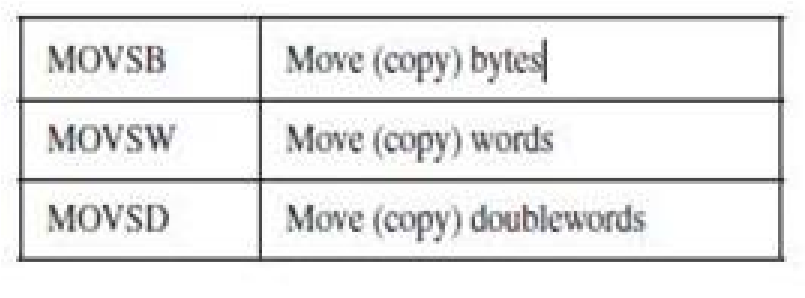 MOVSB Move (copy) bytes
MOVSW Move (copy) words
MOVSD Move (copy) doublewords